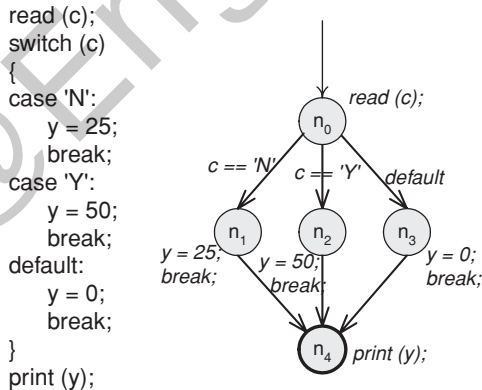 read (c);
switch (c)
{
case 'N':
y = 25;
break;
case 'Y':
y = 50;
break;
default:
y = 0;
break;
}
print (y);
read (c);
n0
c == 'N'
c == 'Y'
default
n1
n2
n3
y = 25;
break;
y = 50;
break;
y = 0;
break;
n4
print (y);